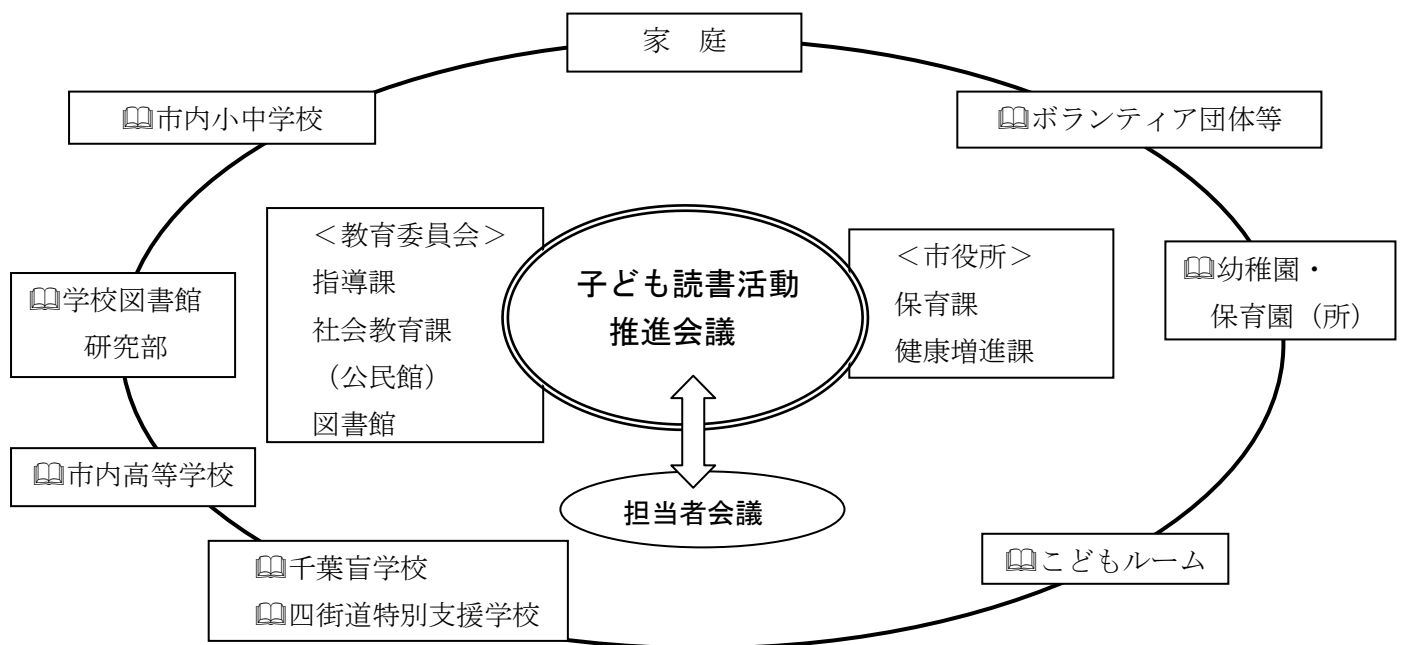 家　庭
🕮市内小中学校
🕮ボランティア団体等
＜教育委員会＞
指導課
社会教育課
（公民館）
図書館
子ども読書活動
推進会議
＜市役所＞
保育課
健康増進課
🕮幼稚園・
保育園（所）
🕮学校図書館
研究部
🕮市内高等学校
担当者会議
🕮千葉盲学校
🕮四街道特別支援学校
🕮こどもルーム